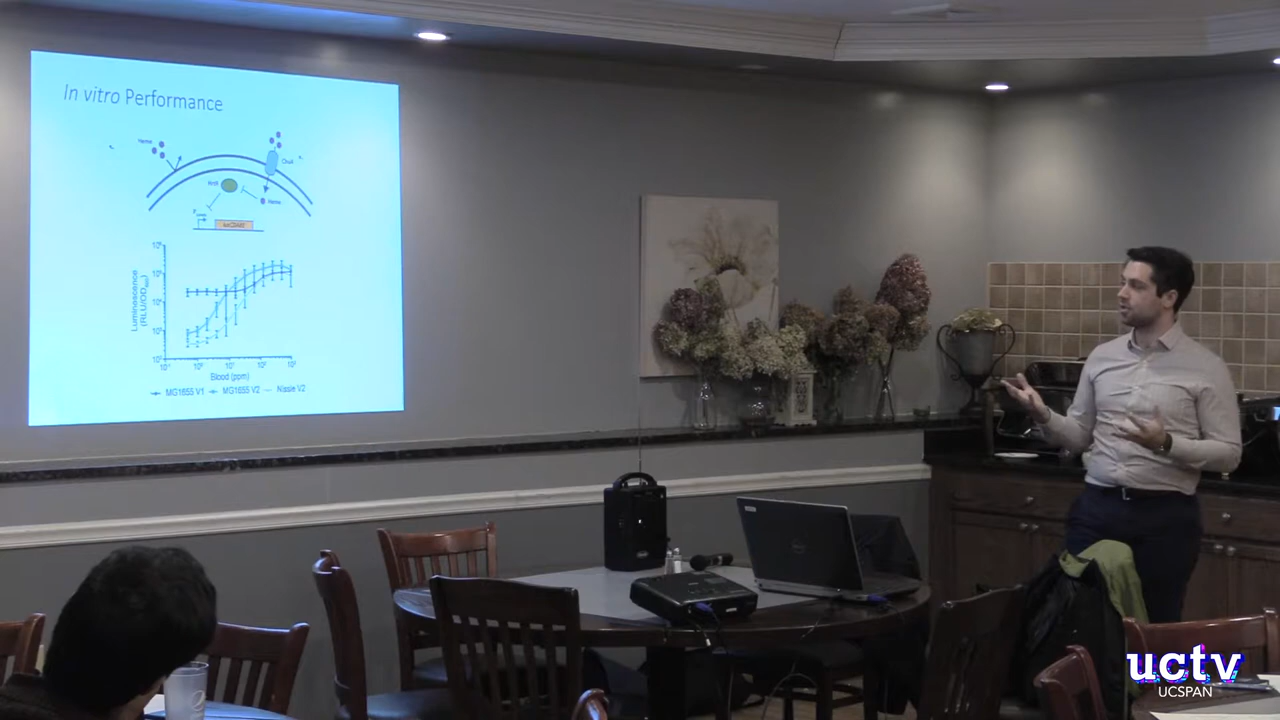 In vitro Performance
Heme
ChuA
HrtR
Heme
luxCDABE
Luminescence
(RLU/OD600)
Blood (ppm)
MG1655 V1 MG1655 V2 Nissle V2
uctv
UCSPAN